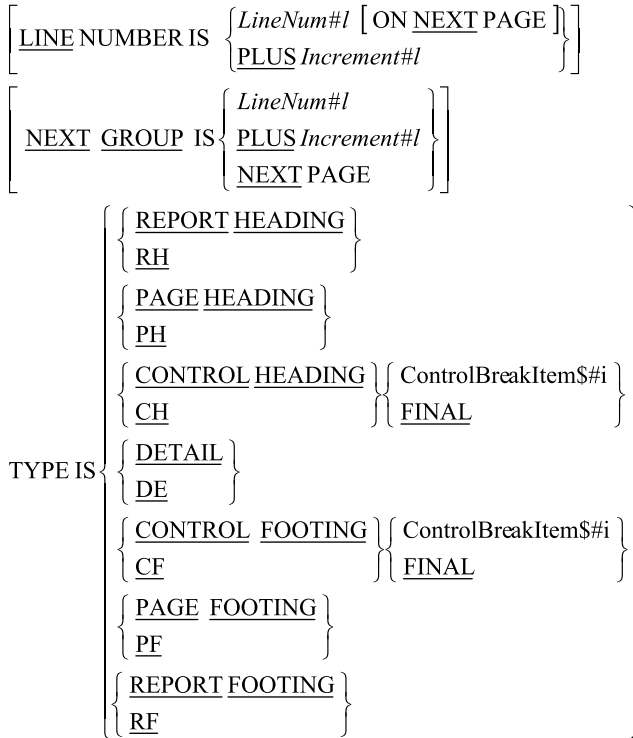 LINE NUMBER IS LineNum#l [ ON NEXT PAGE ]
PLUS Increment#l
NEXT GROUP IS LineNum#l
PLUS Increment#l
NEXT PAGE
TYPE IS
REPORT HEADING
RH
PAGE HEADING
PH
CONTROL HEADING ControlBreakItem$#i
CH FINAL
DETAIL
DE
CONTROL FOOTING ControlBreakItem$#i
CF FINAL
PAGE FOOTING
PF
REPORT FOOTING
RF